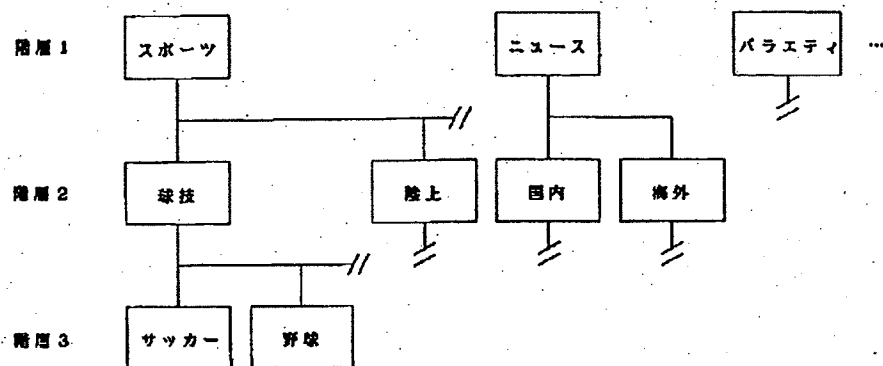 階層1 スポーツ ニュース バラエティ …
階層2 球技 陸上 国内 海外
階層3 サッカー 野球